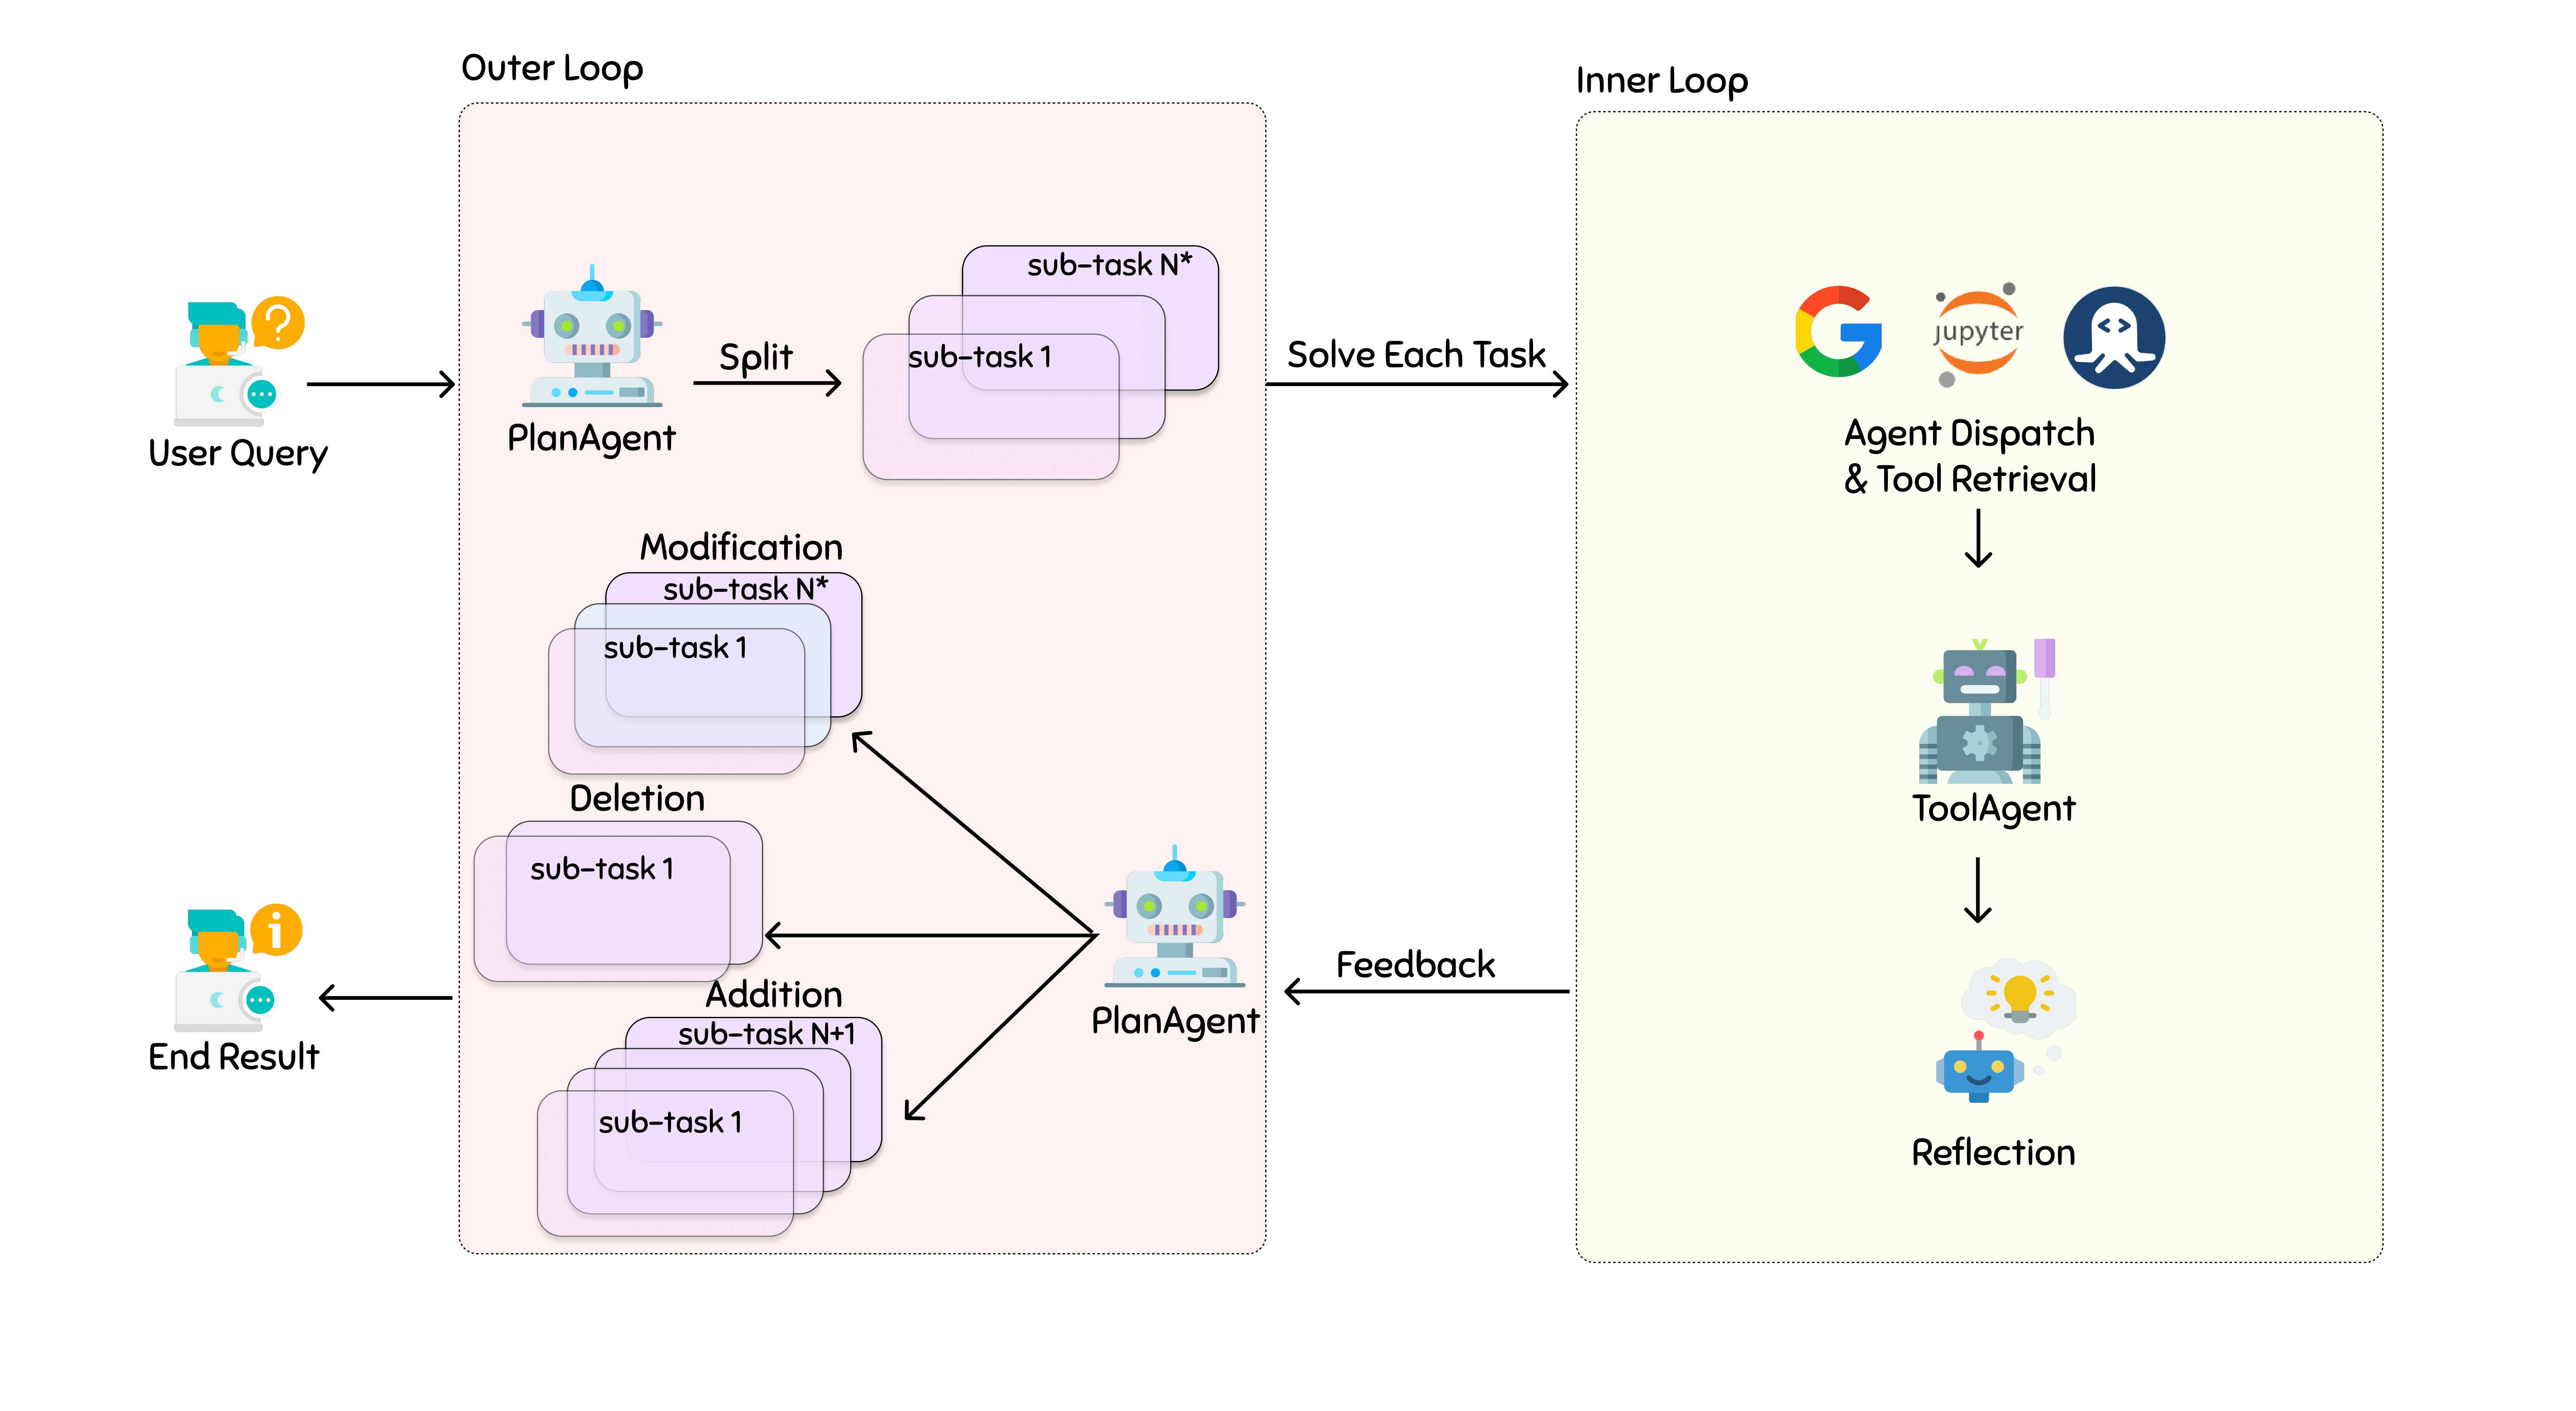 Outer Loop
Inner Loop
User Query
PlanAgent
Split
sub-task N*
sub-task 1
Solve Each Task
jupyter
Agent Dispatch
& Tool Retrieval
ToolAgent
Reflection
Feedback
PlanAgent
Modification
sub-task N*
sub-task 1
Deletion
sub-task 1
Addition
sub-task N+1
sub-task 1
End Result